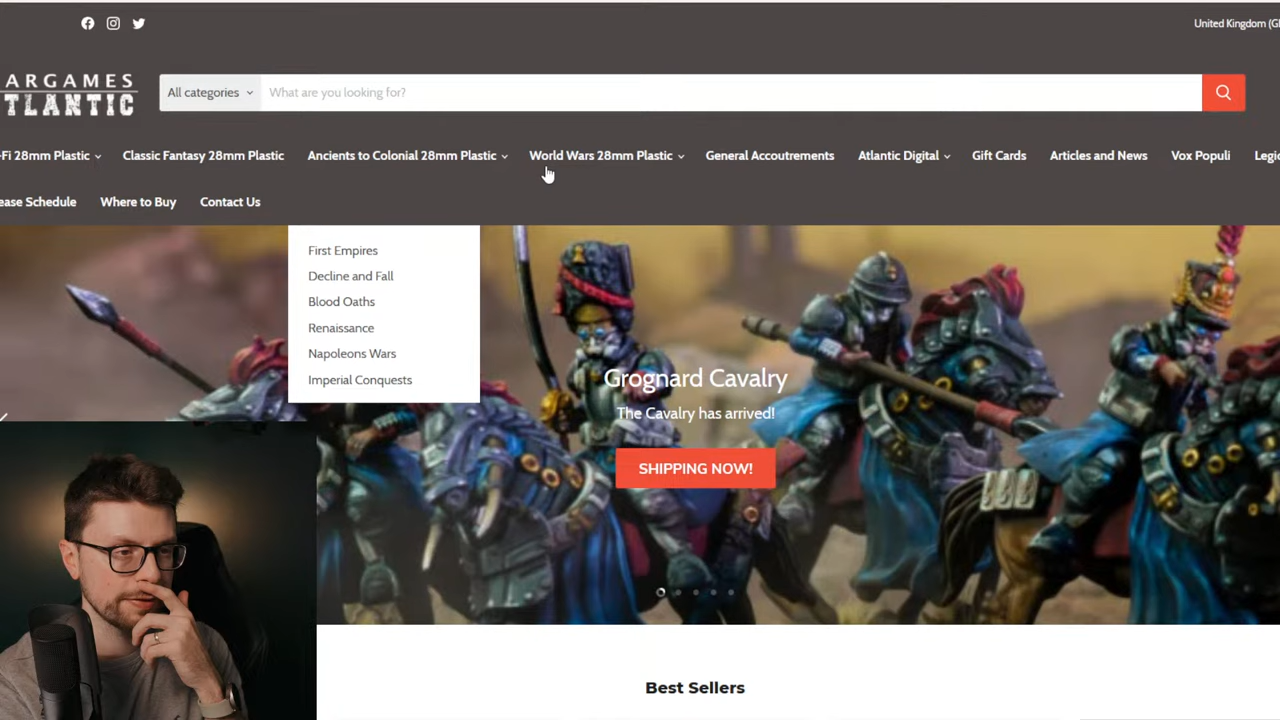 United Kingdom (G
ARGAMES
TLANTIC
All categories
What are you looking for?
-Fi 28mm Plastic
Classic Fantasy 28mm Plastic
Ancients to Colonial 28mm Plastic
World Wars 28mm Plastic
General Accoutrements
Atlantic Digital
Gift Cards
Articles and News
Vox Populi
Legi
ease Schedule
Where to Buy
Contact Us
First Empires
Decline and Fall
Blood Oaths
Renaissance
Napoleons Wars
Imperial Conquests
Grognard Cavalry
The Cavalry has arrived!
SHIPPING NOW!
Best Sellers